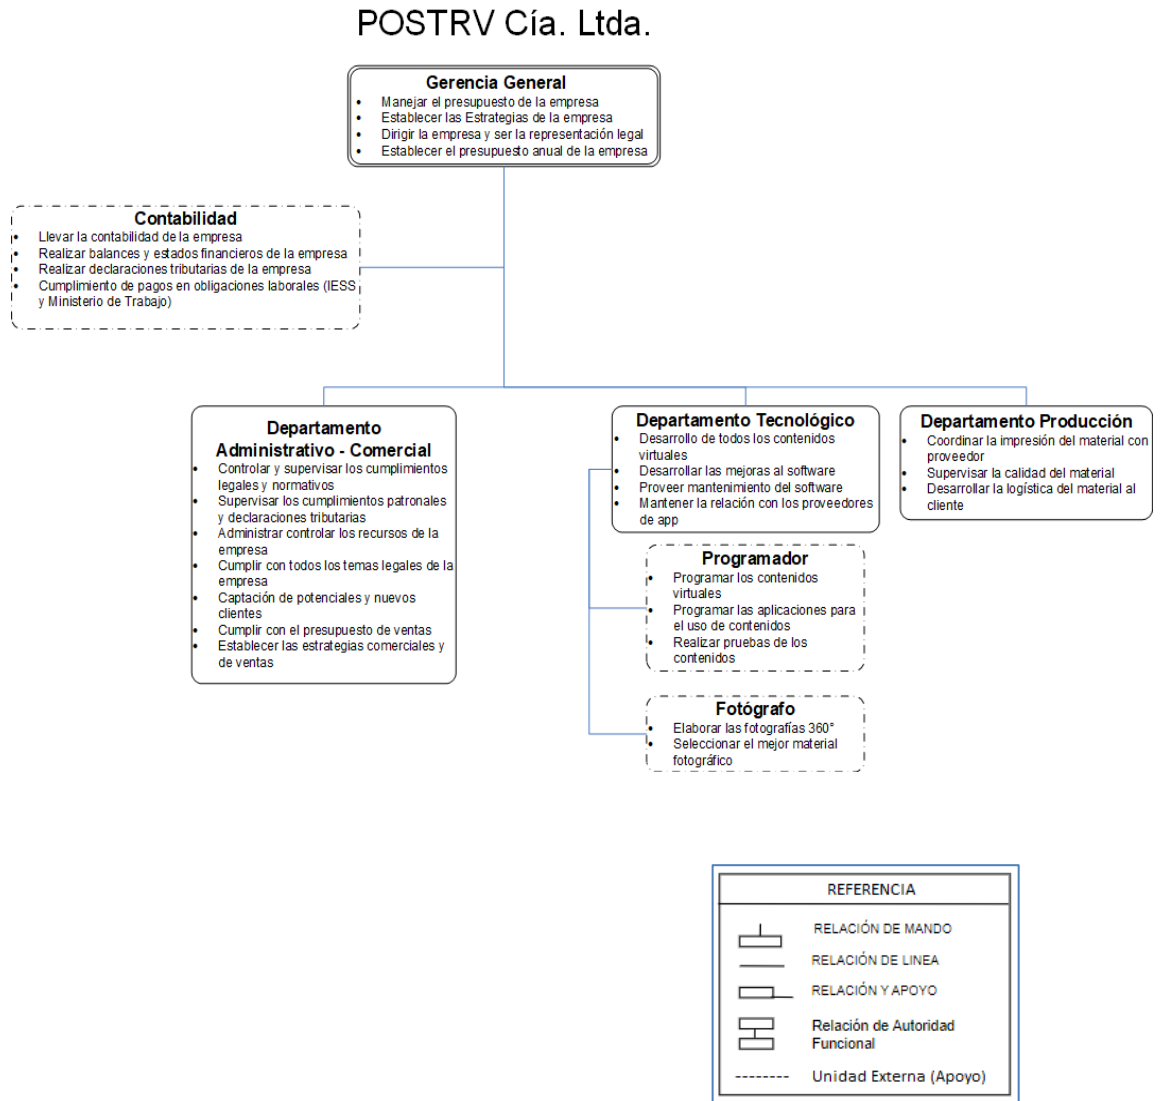 POSTRV Cía. Ltda.
Gerencia General
• Manejar el presupuesto de la empresa
• Establecer las Estrategias de la empresa
• Dirigir la empresa y ser la representación legal
• Establecer el presupuesto anual de la empresa
Contabilidad
• Llevar la contabilidad de la empresa
• Realizar balances y estados financieros de la empresa
• Realizar declaraciones tributarias de la empresa
• Cumplimiento de pagos en obligaciones laborales (IESS
y Ministerio de Trabajo)
Departamento
Administrativo - Comercial
• Controlar y supervisar los cumplimientos
legales y normativos
• Supervisar los cumplimientos patronales
y declaraciones tributarias
• Administrar controlar los recursos de la
empresa
• Cumplir con todos los temas legales de la
empresa
• Captación de potenciales y nuevos
clientes
• Cumplir con el presupuesto de ventas
• Establecer las estrategias comerciales y
de ventas
Departamento Tecnológico
• Desarrollo de todos los contenidos
virtuales
• Desarrollar las mejoras al software
• Proveer mantenimiento del software
• Mantener la relación con los proveedores
de app
Programador
• Programar los contenidos
virtuales
• Programar las aplicaciones para
el uso de contenidos
• Realizar pruebas de los
contenidos
Fotógrafo
• Elaborar las fotografías 360°
• Seleccionar el mejor material
fotográfico
Departamento Producción
• Coordinar la impresión del material con
proveedor
• Supervisar la calidad del material
• Desarrollar la logística del material al
cliente
REFERENCIA
RELACIÓN DE MANDO
RELACIÓN DE LINEA
RELACIÓN Y APOYO
Relación de Autoridad
Funcional
Unidad Externa (Apoyo)